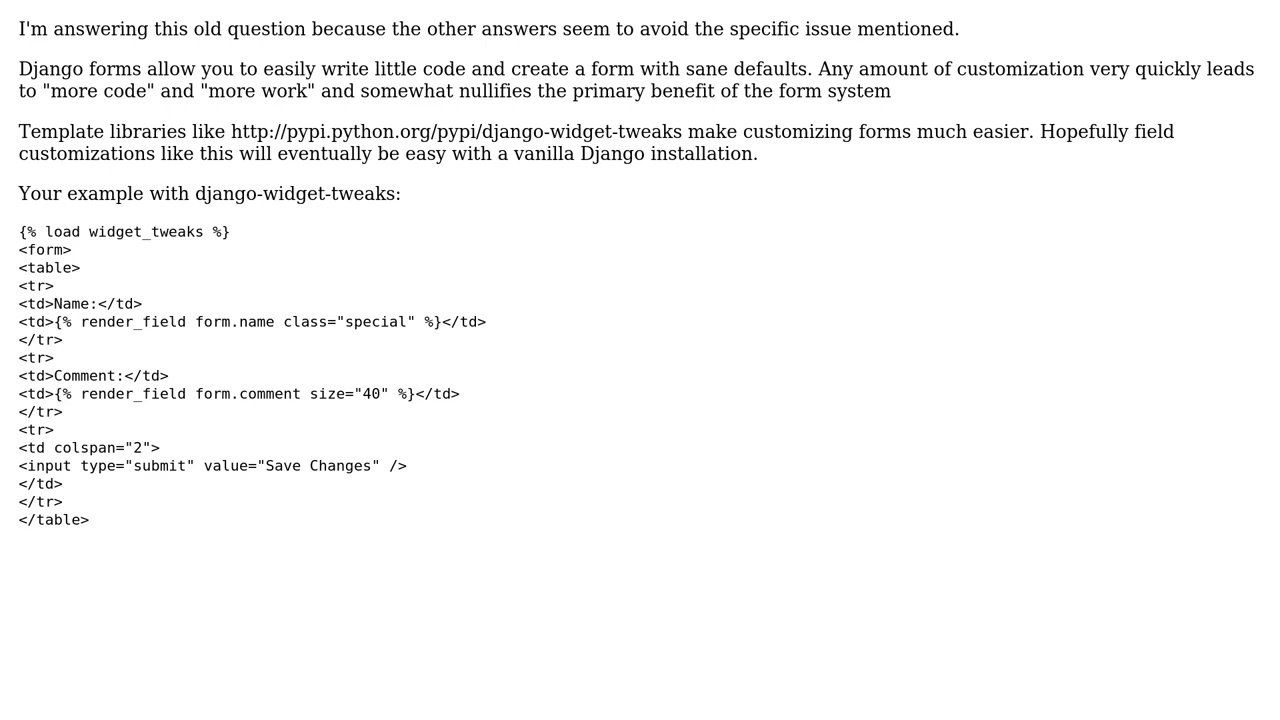 I'm answering this old question because the other answers seem to avoid the specific issue mentioned.
Django forms allow you to easily write little code and create a form with sane defaults. Any amount of customization very quickly leads
to "more code" and "more work" and somewhat nullifies the primary benefit of the form system
Template libraries like http://pypi.python.org/pypi/django-widget-tweaks make customizing forms much easier. Hopefully field
customizations like this will eventually be easy with a vanilla Django installation.
Your example with django-widget-tweaks:
{% load widget_tweaks %}
<form>
<table>
<tr>
<td>Name:</td>
<td>{% render_field form.name class="special" %}</td>
</tr>
<tr>
<td>Comment:</td>
<td>{% render_field form.comment size="40" %}</td>
</tr>
<tr>
<td colspan="2">
<input type="submit" value="Save Changes" />
</td>
</tr>
</table>